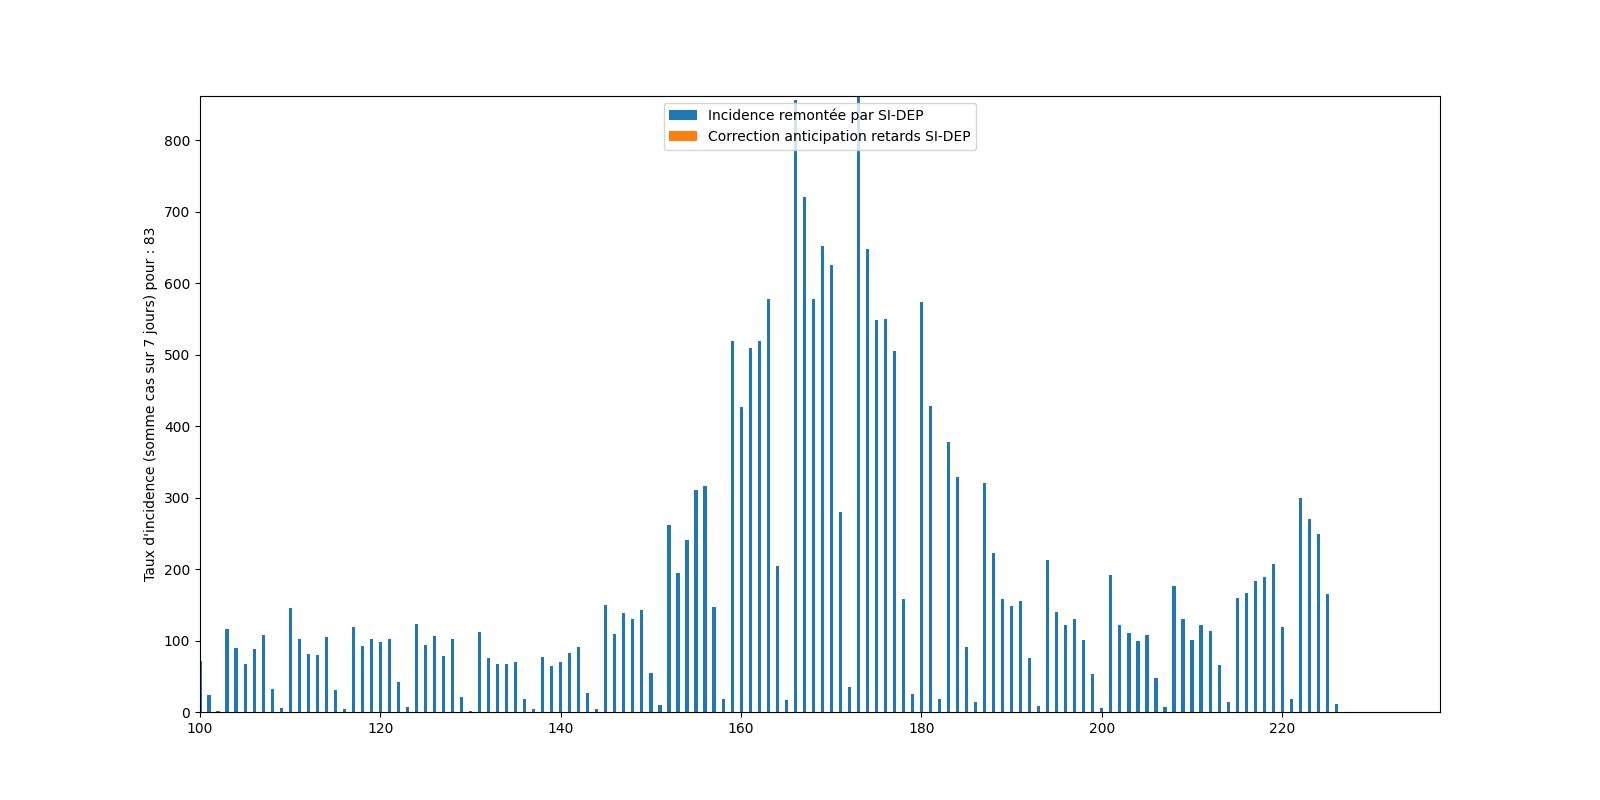 Incidence remontée par SI-DEP
Correction anticipation retards SI-DEP
Taux d'incidence (somme cas sur 7 jours) pour : 83
800
700
600
500
400
300
200
100
0
100 120 140 160 180 200 220